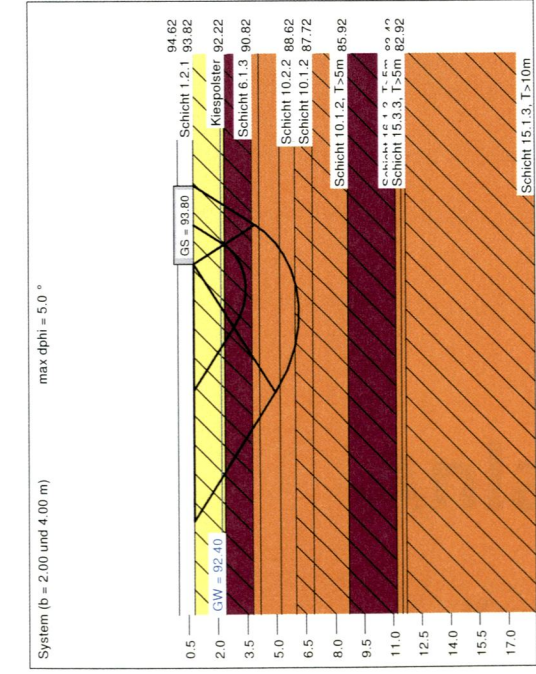 System (b = 2.00 und 4.00 m)
max dphi = 5.0 °
94.62
Schicht 1.2.1 93.82
GS = 93.80
Kiespolster 92.22
GW = 92.40
Schicht 6.1.3 90.82
Schicht 10.2.2 88.62
Schicht 10.1.2 87.72
Schicht 10.1.2, T>5m 85.92
Schicht 15.3.3, T>5m 82.92
Schicht 15.1.3, T>10m
0.5
2.0
3.5
5.0
6.5
8.0
9.5
11.0
12.5
14.0
15.5
17.0